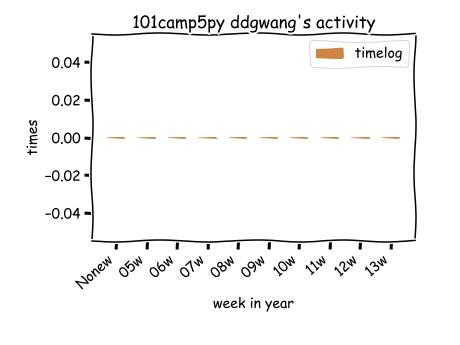 101camp5py ddgwang's activity
timelog
times
0.04
0.02
0.00
−0.02
−0.04
Nonew
05w
06w
07w
08w
09w
10w
11w
12w
13w
week in year